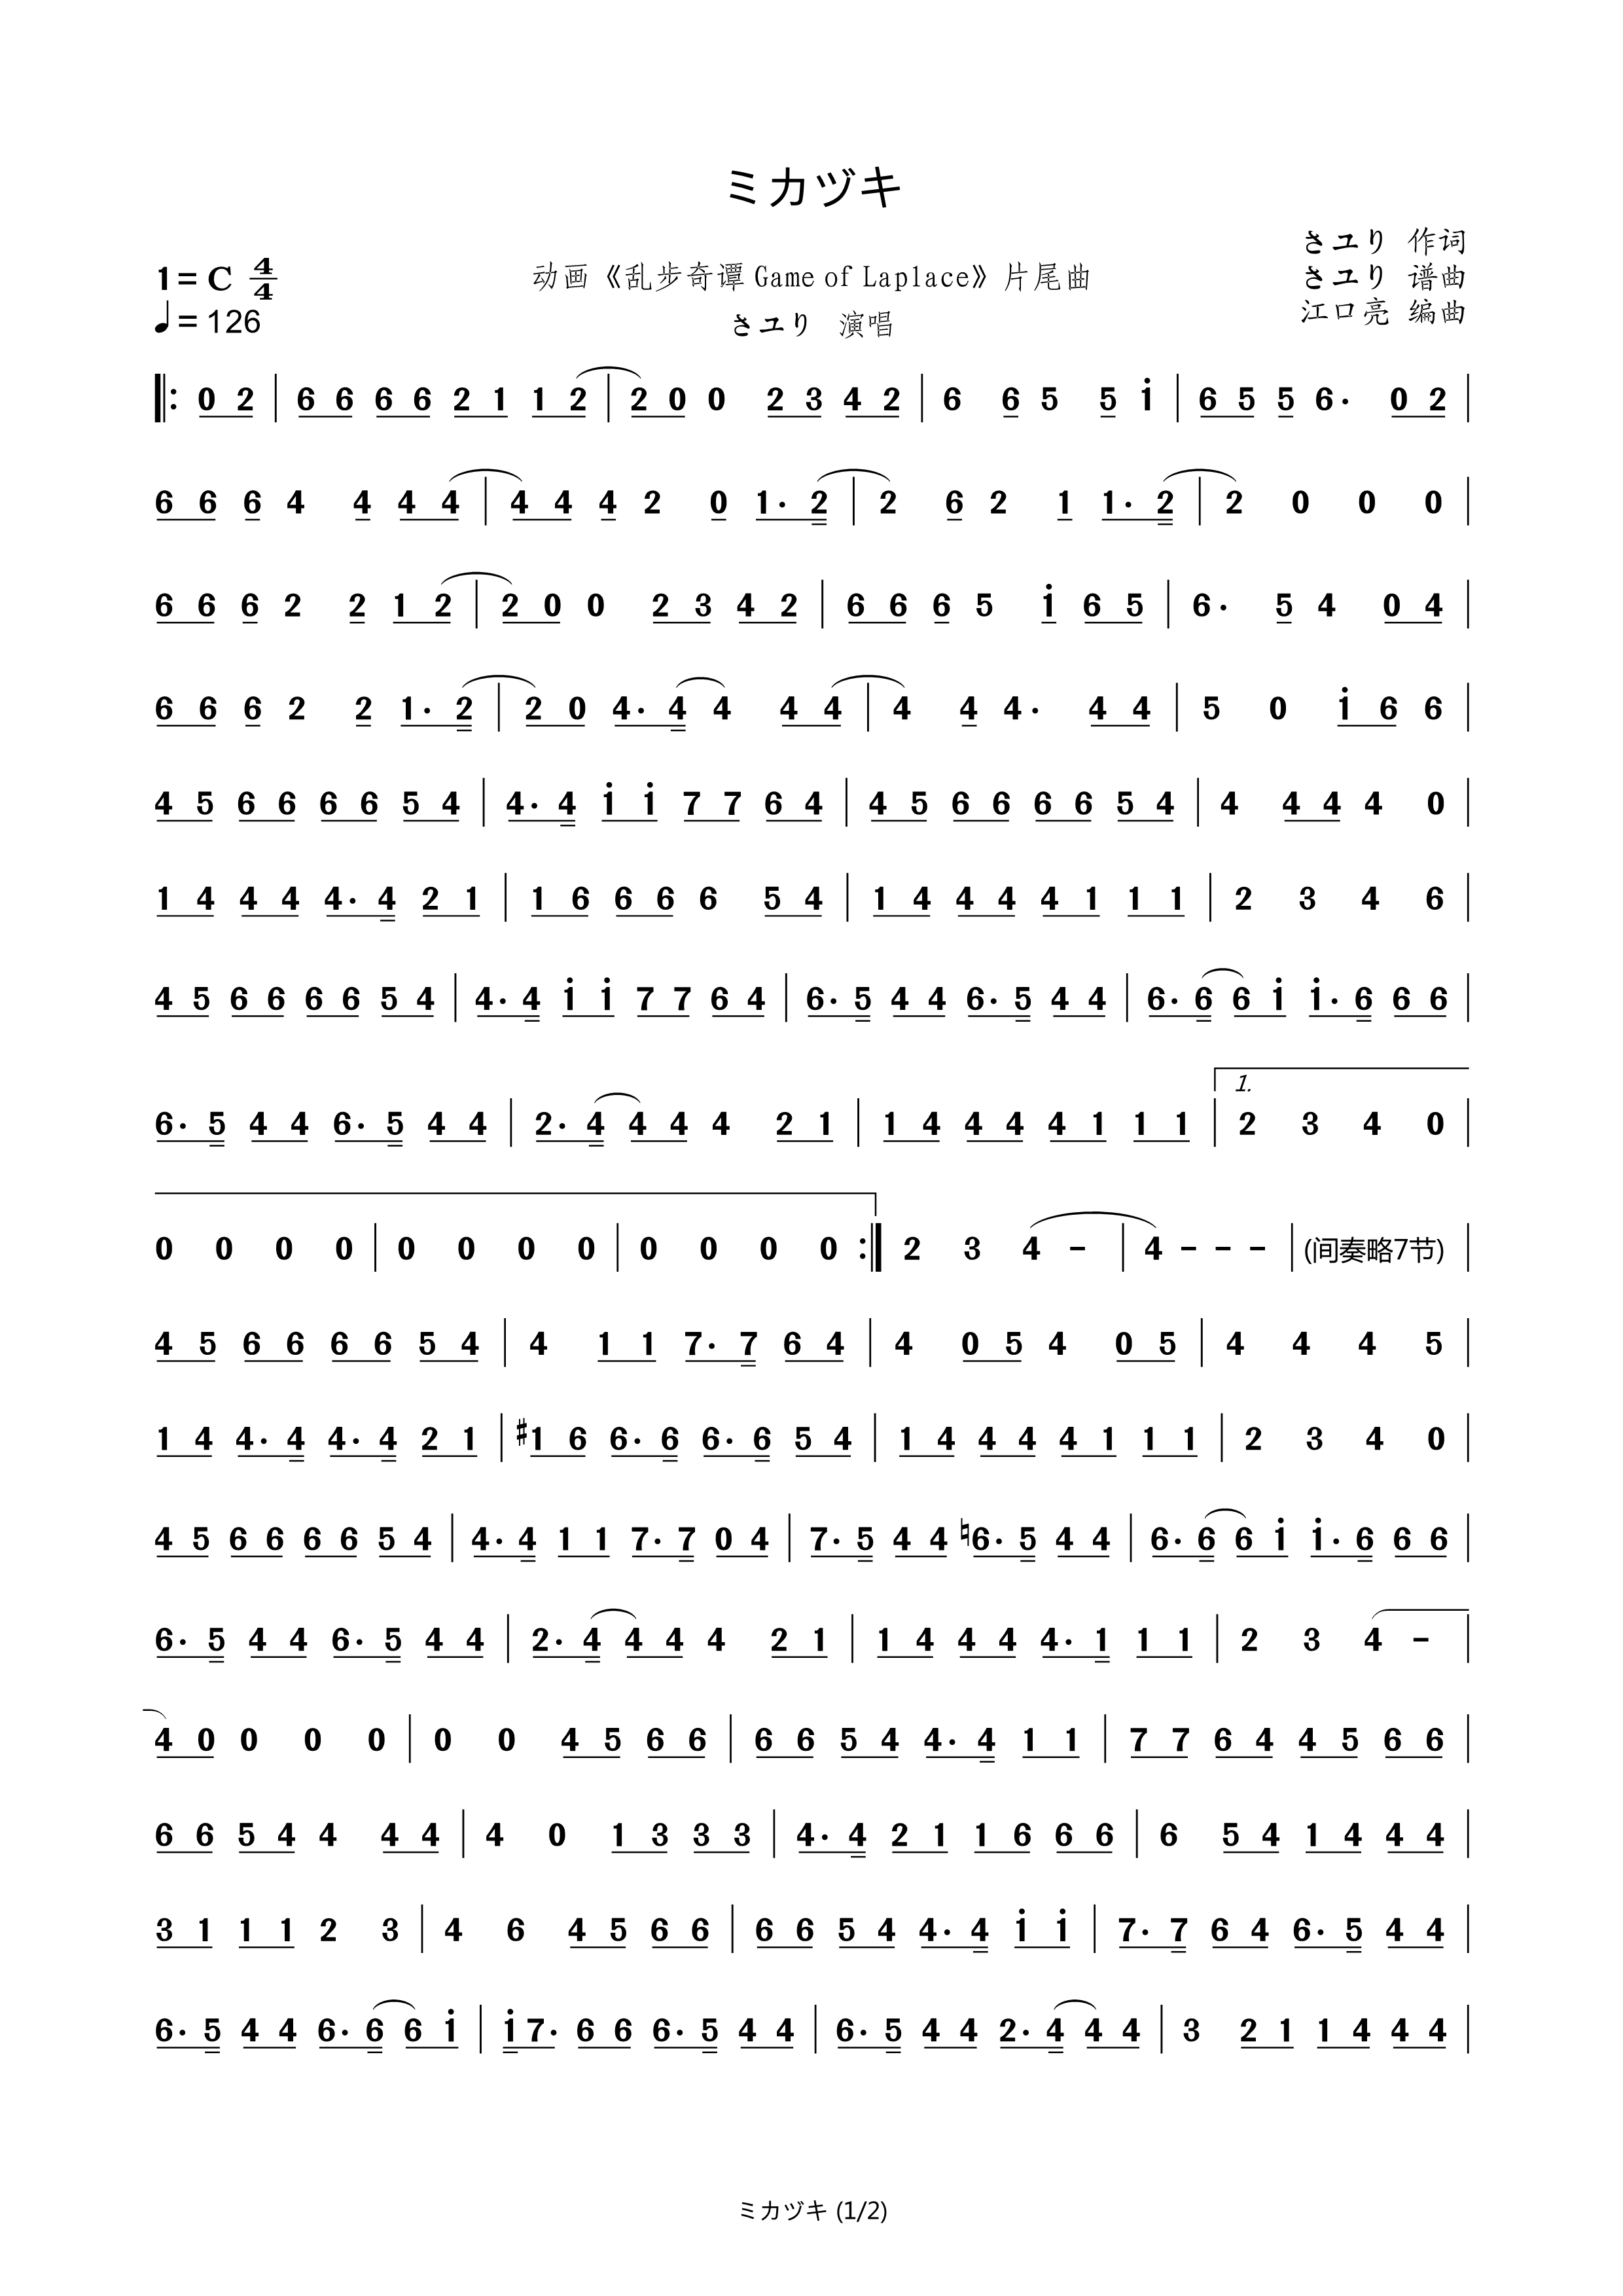 ミカヅキ
さユり 作词
1=C 4/4 动画《乱步奇谭 Game of Laplace》片尾曲 さユり 谱曲
♩=126 さユり 演唱 江口亮 编曲
‖: 0 2 | 6 6 6 6 2 1 1 2 | 2 0 0 2 3 4 2 | 6 6 5 5 i | 6 5 5 6· 0 2 |
6 6 6 4 4 4 4 | 4 4 4 2 0 1· 2 | 2 6 2 1 1· 2 | 2 0 0 0 |
6 6 6 2 2 1 2 | 2 0 0 2 3 4 2 | 6 6 6 5 i 6 5 | 6· 5 4 0 4 |
6 6 6 2 2 1· 2 | 2 0 4· 4 4 4 4 | 4 4 4· 4 4 | 5 0 i 6 6 |
4 5 6 6 6 6 5 4 | 4· 4 i i 7 7 6 4 | 4 5 6 6 6 6 5 4 | 4 4 4 4 0 |
1 4 4 4 4· 4 2 1 | 1 6 6 6 6 5 4 | 1 4 4 4 4 1 1 1 | 2 3 4 6 |
4 5 6 6 6 6 5 4 | 4· 4 i i 7 7 6 4 | 6· 5 4 4 6· 5 4 4 | 6· 6 6 i i· 6 6 6 |
1.
6· 5 4 4 6· 5 4 4 | 2· 4 4 4 4 2 1 | 1 4 4 4 4 1 1 1 | 2 3 4 0 |
0 0 0 0 | 0 0 0 0 | 0 0 0 0 :‖ 2 3 4 - | 4 - - - | (间奏略7节) |
4 5 6 6 6 6 5 4 | 4 1 1 7· 7 6 4 | 4 0 5 4 0 5 | 4 4 4 5 |
1 4 4· 4 4· 4 2 1 | ♯1 6 6· 6 6· 6 5 4 | 1 4 4 4 4 1 1 1 | 2 3 4 0 |
4 5 6 6 6 6 5 4 | 4· 4 1 1 7· 7 0 4 | 7· 5 4 4 ♮6· 5 4 4 | 6· 6 6 i i· 6 6 6 |
6· 5 4 4 6· 5 4 4 | 2· 4 4 4 4 2 1 | 1 4 4 4 4· 1 1 1 | 2 3 4 - |
4 0 0 0 0 | 0 0 4 5 6 6 | 6 6 5 4 4· 4 1 1 | 7 7 6 4 4 5 6 6 |
6 6 5 4 4 4 4 | 4 0 1 3 3 3 | 4· 4 2 1 1 6 6 6 | 6 5 4 1 4 4 4 |
3 1 1 1 2 3 | 4 6 4 5 6 6 | 6 6 5 4 4· 4 i i | 7· 7 6 4 6· 5 4 4 |
6· 5 4 4 6· 6 6 i | i 7· 6 6 6· 5 4 4 | 6· 5 4 4 2· 4 4 4 | 3 2 1 1 4 4 4 |
ミカヅキ (1/2)